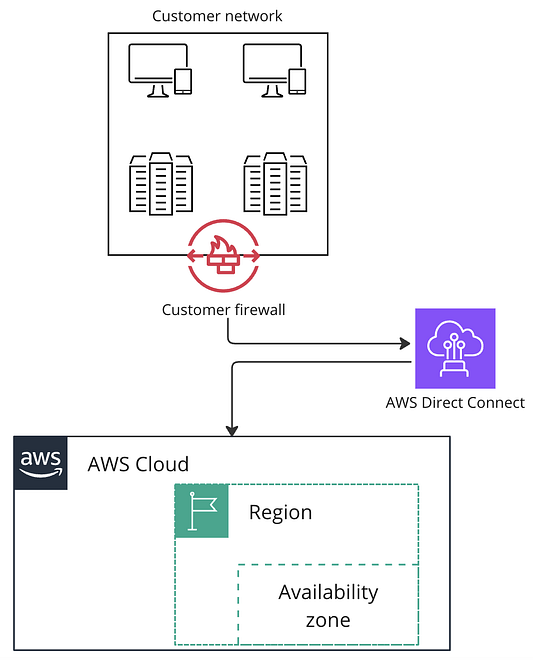 Customer network
Customer firewall
AWS Direct Connect
aws
AWS Cloud
Region
Availability
zone